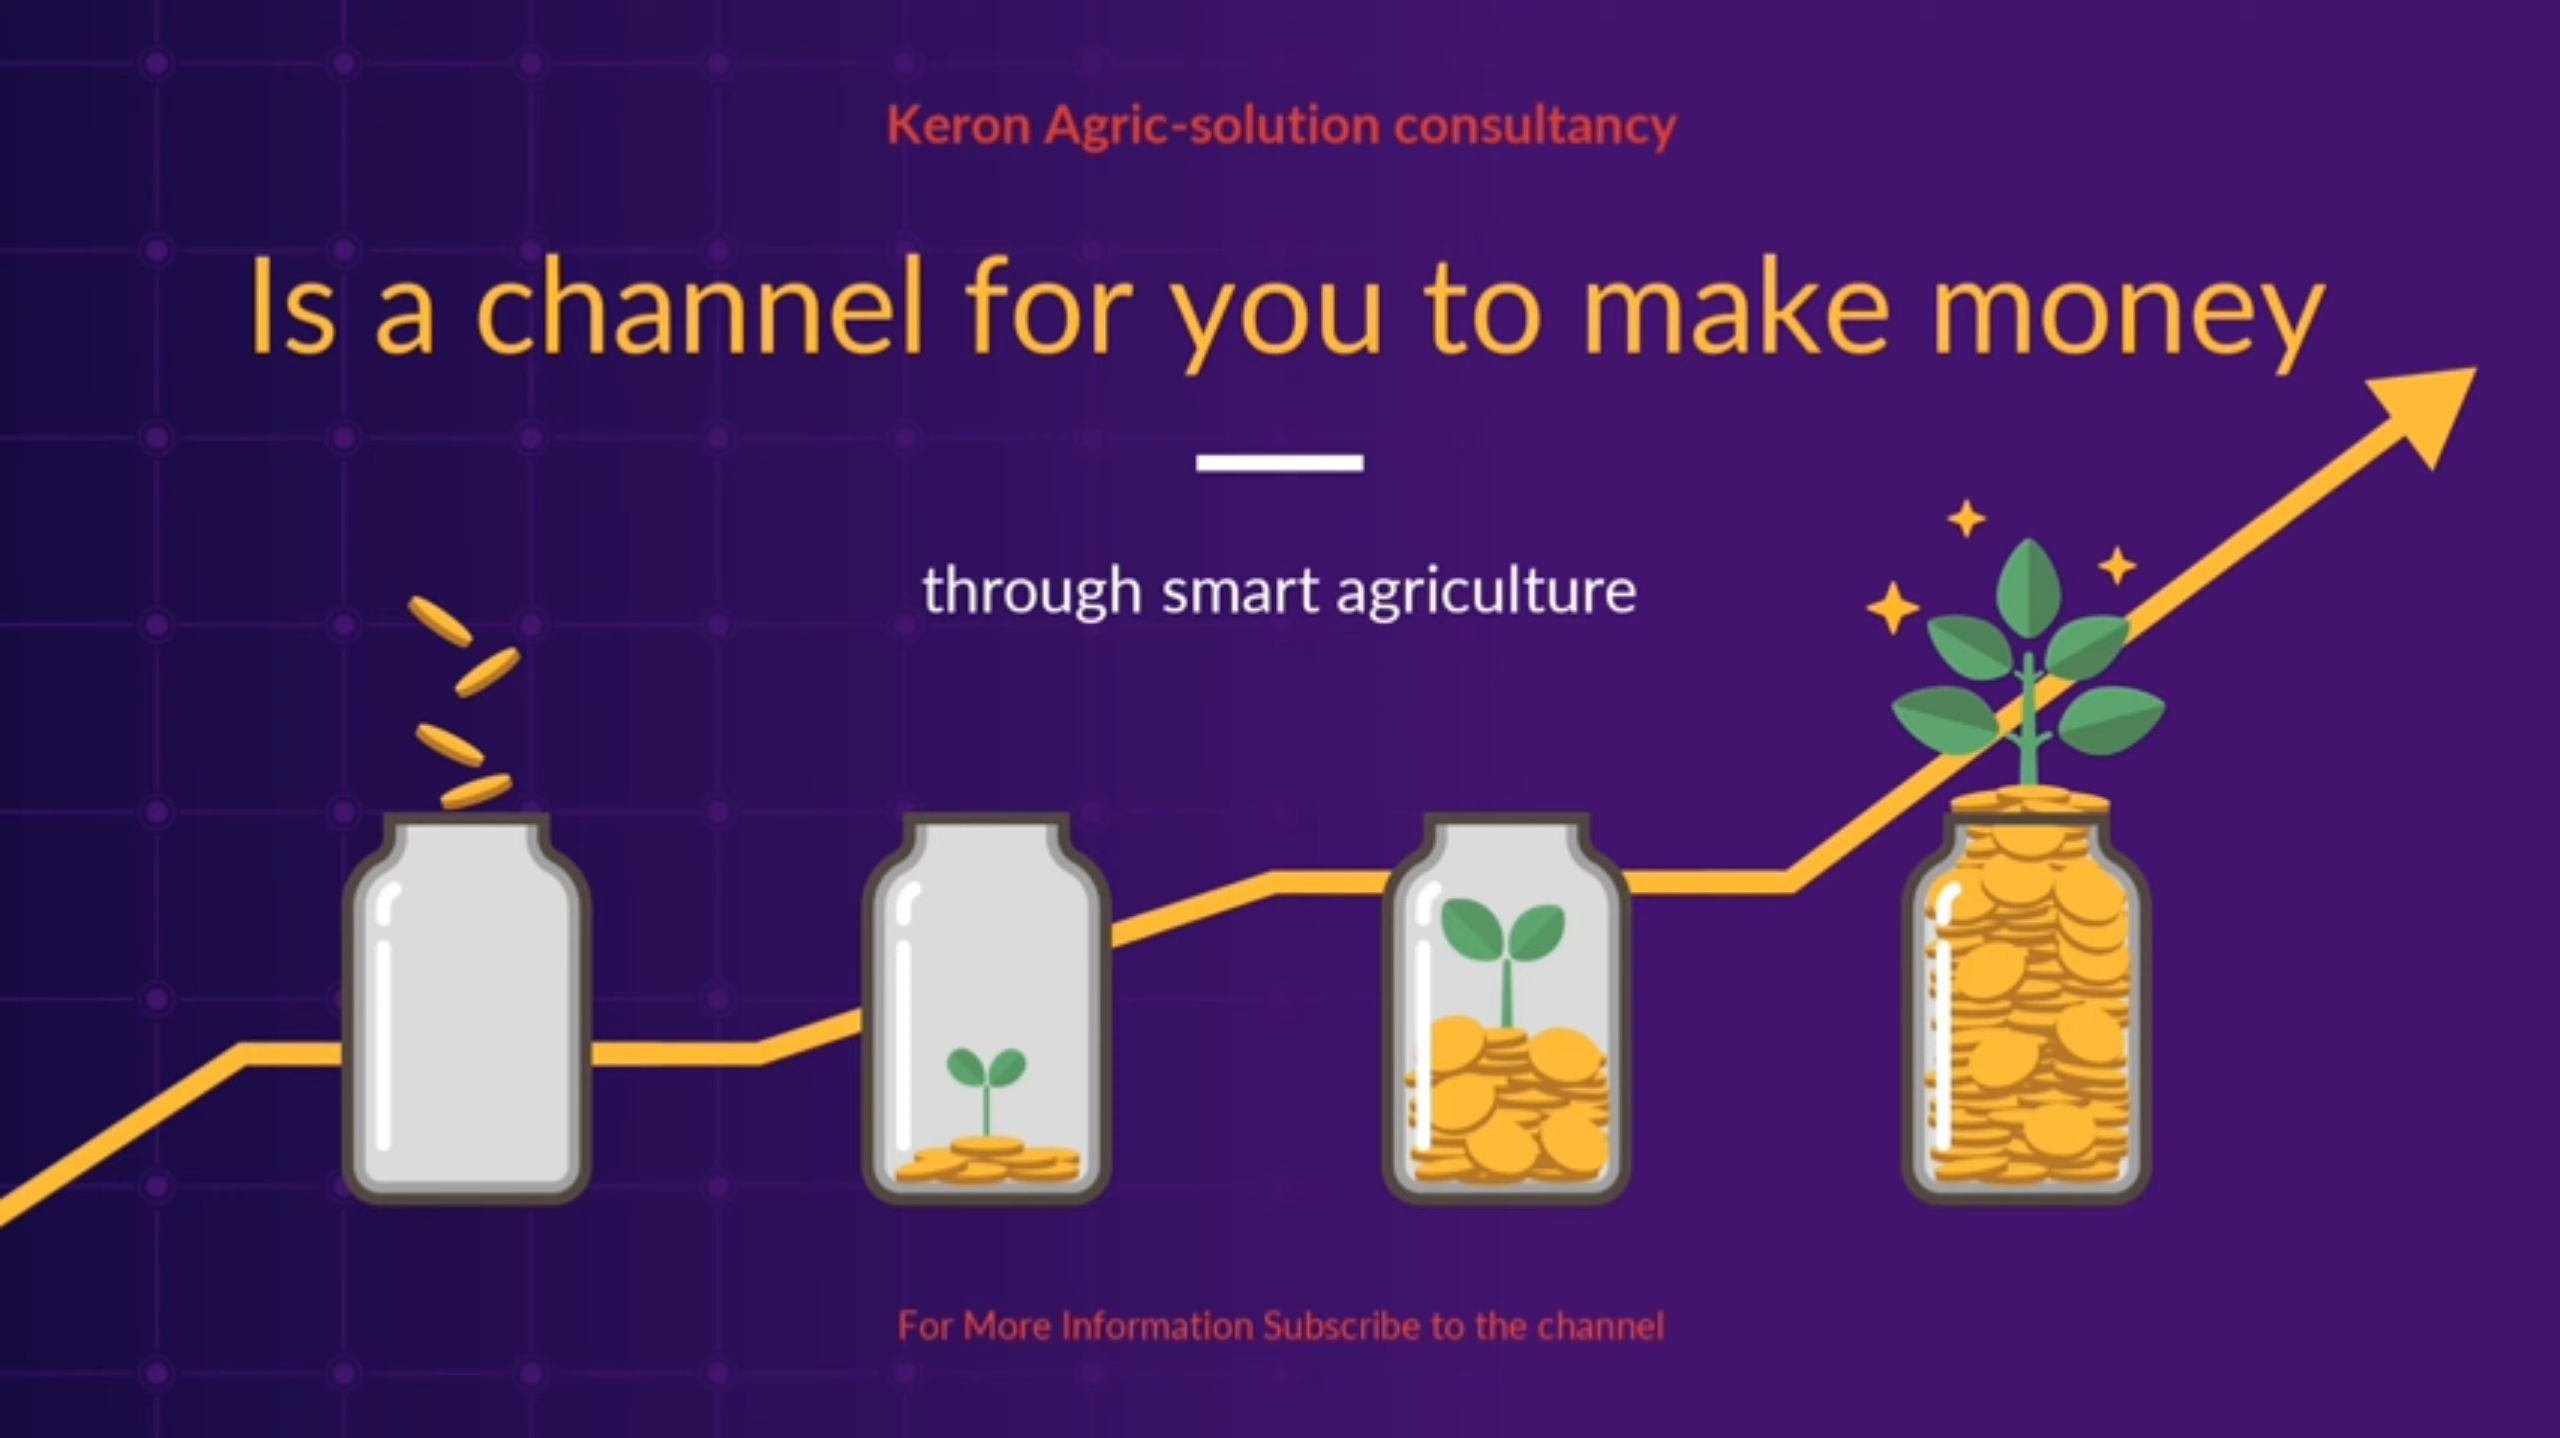 Keron Agric-solution consultancy
Is a channel for you to make money
through smart agriculture
For More Information Subscribe to the channel